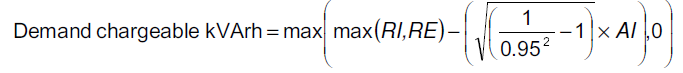 Demand chargeable kVArh = max( max(RI,RE) − ( √( 1/0.95² − 1 ) × AI ) ,0 )